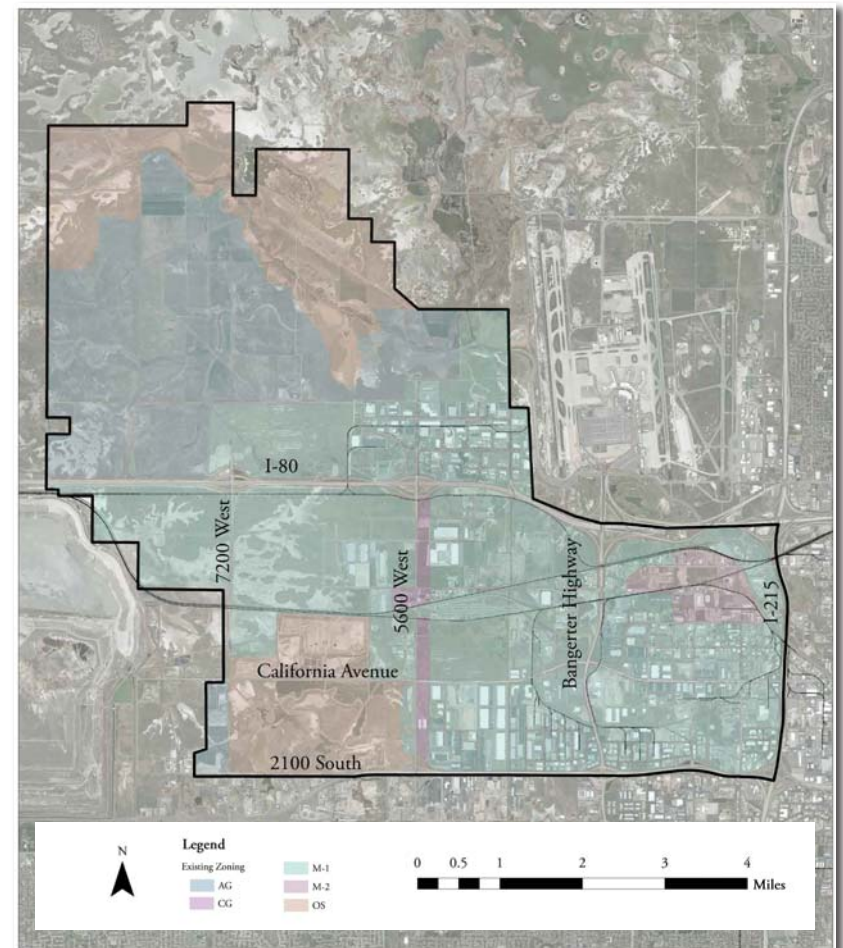 I-80
7200 West
5600 West
Bangerter Highway
I-215
California Avenue
2100 South
N
Legend
Existing Zoning
AG
CG
M-1
M-2
OS
0 0.5 1 2 3 4
Miles